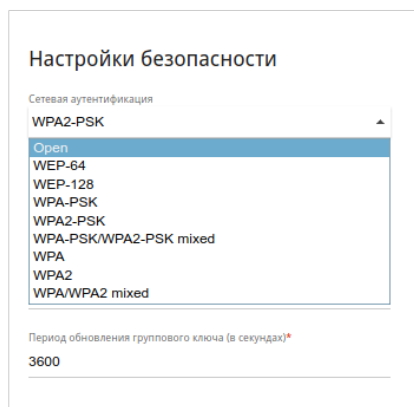 Настройки безопасности
Сетевая аутентификация
WPA2-PSK
Open
WEP-64
WEP-128
WPA-PSK
WPA2-PSK
WPA-PSK/WPA2-PSK mixed
WPA
WPA2
WPA/WPA2 mixed
Период обновления группового ключа (в секундах)*
3600